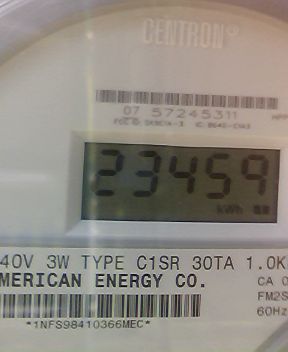 CENTRON®
07 57245311
23459
kWh
40V 3W TYPE C1SR 30TA 1.0K
MERICAN ENERGY CO.
CA 0
FM2S
60Hz
*1NFS98410366MEC*